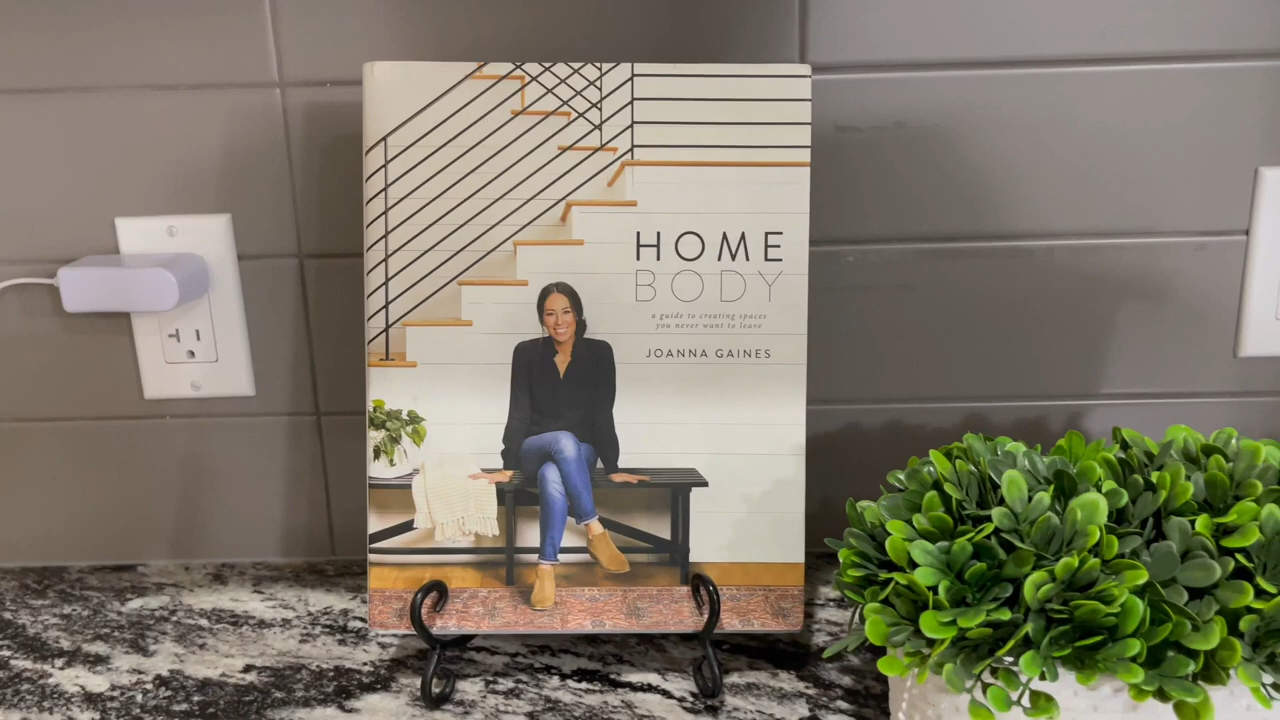 HOME
BODY
a guide to creating spaces
you never want to leave
JOANNA GAINES